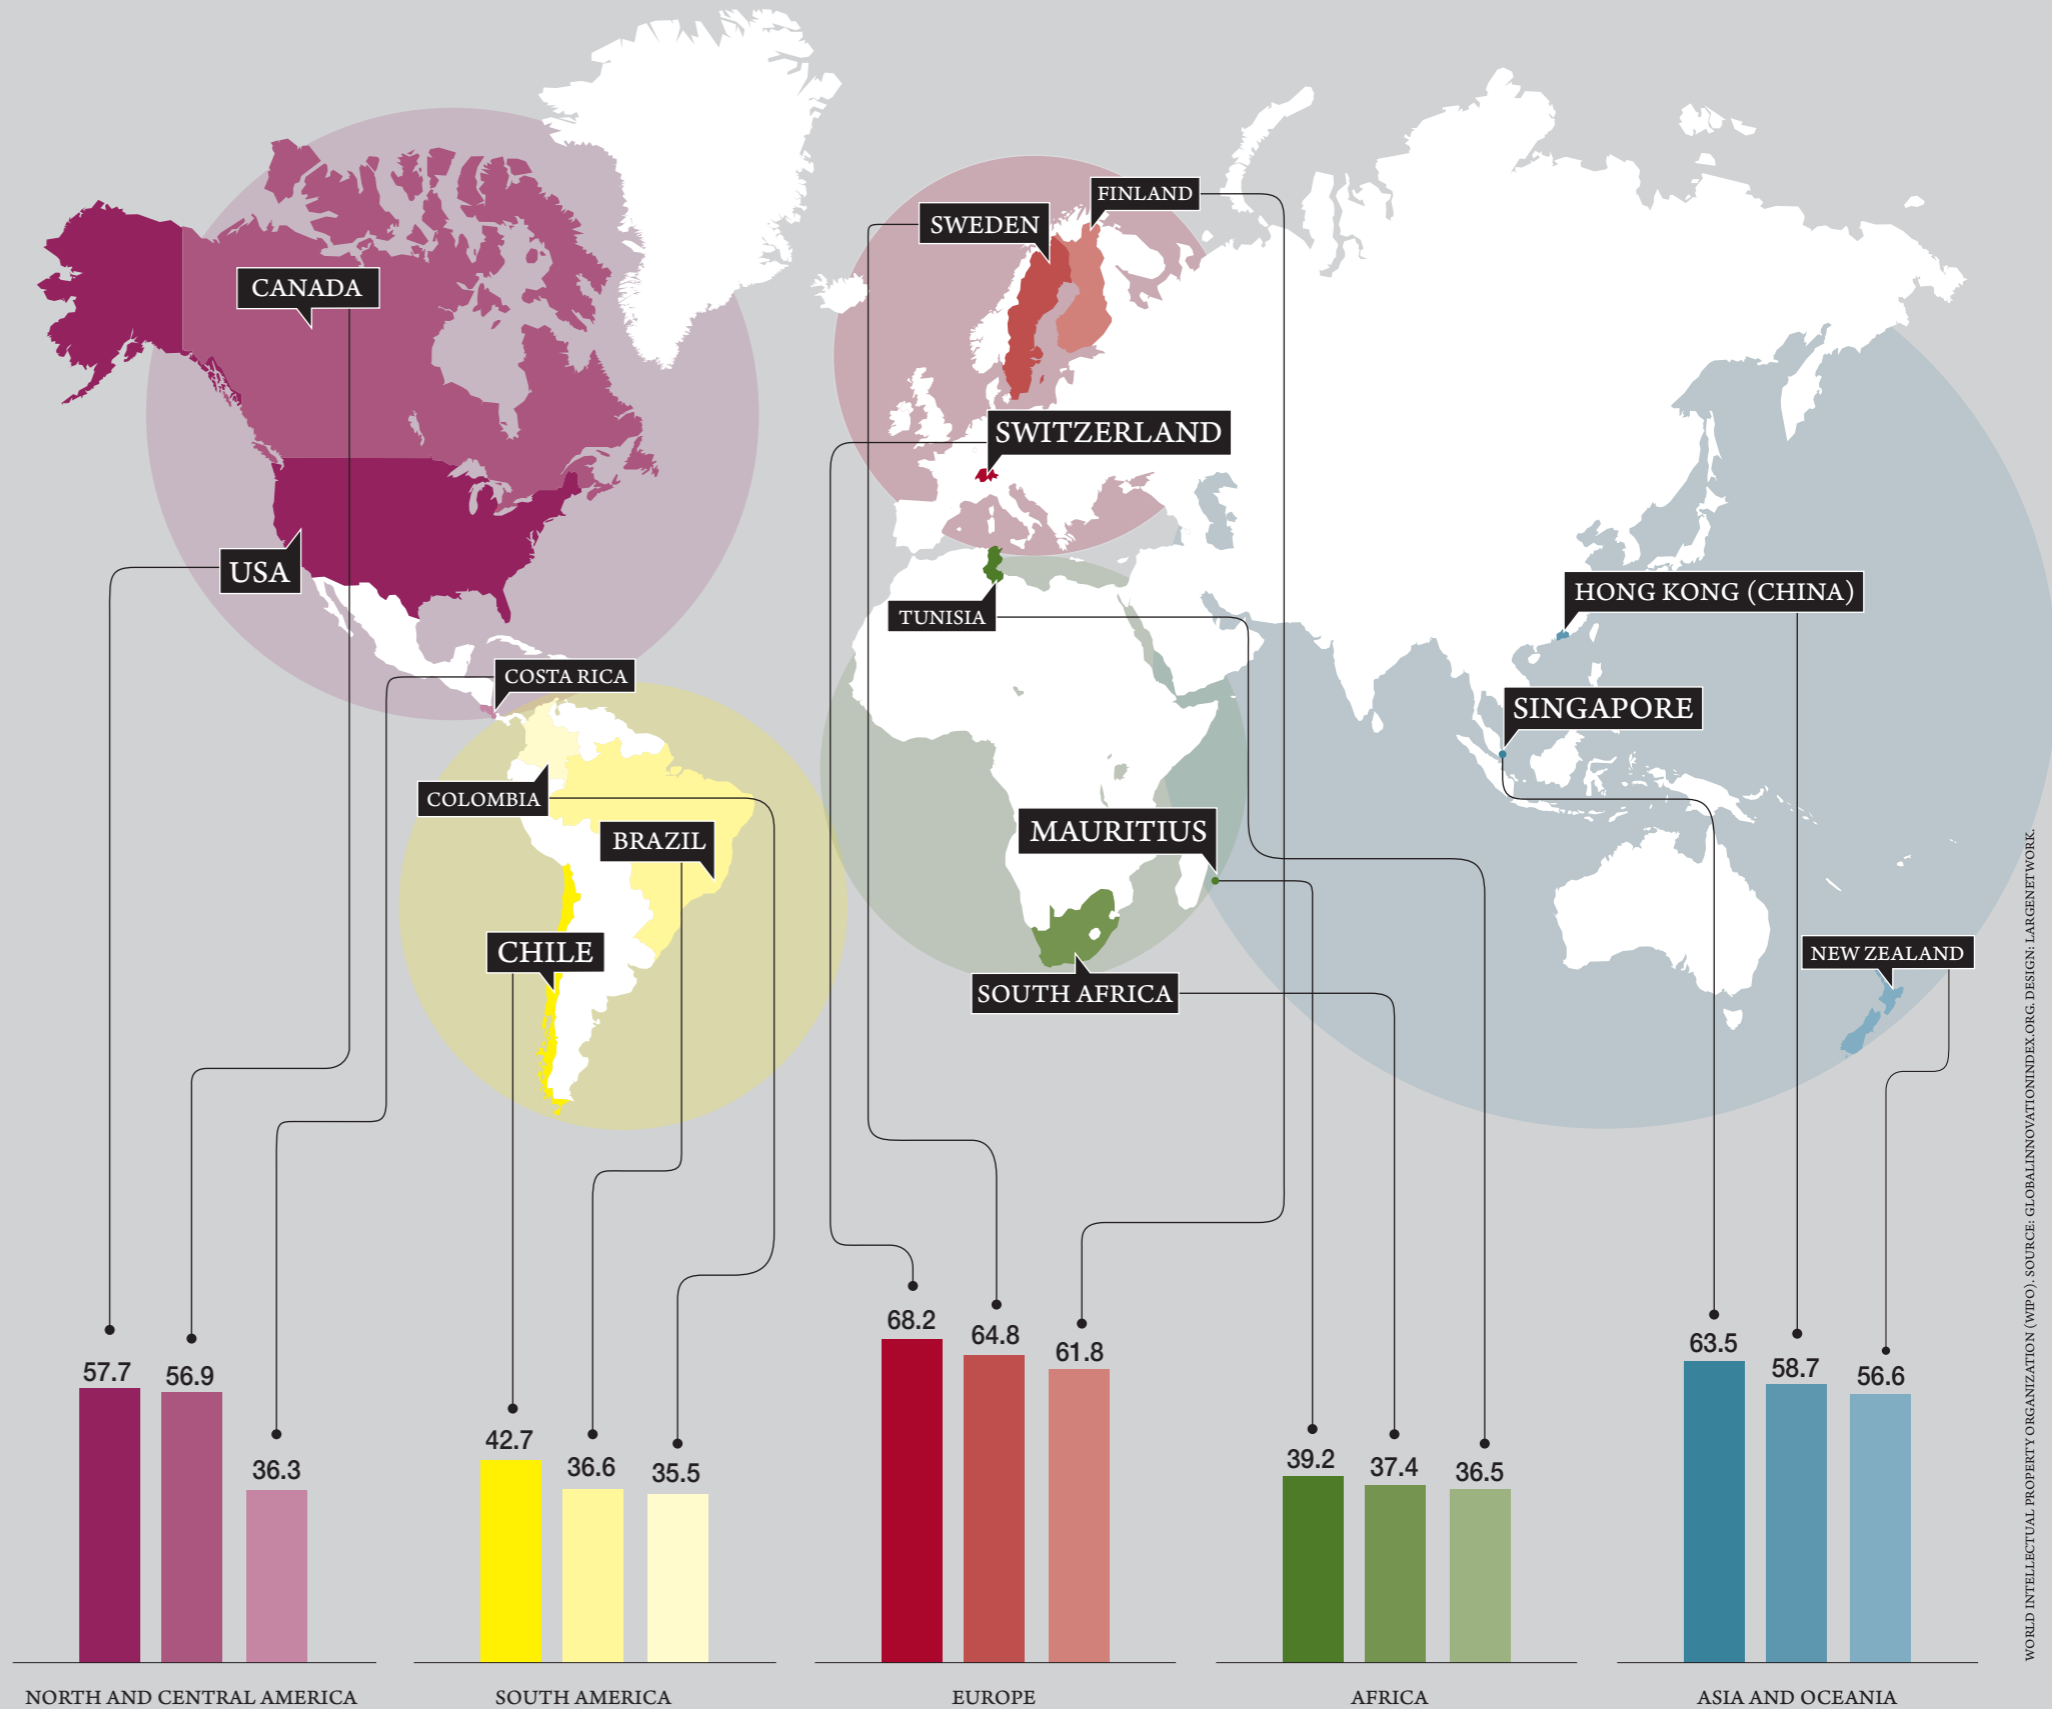 FINLAND
SWEDEN
CANADA
SWITZERLAND
USA
TUNISIA
HONG KONG (CHINA)
COSTA RICA
SINGAPORE
COLOMBIA
BRAZIL
MAURITIUS
CHILE
NEW ZEALAND
SOUTH AFRICA
57.7
56.9
36.3
42.7
36.6
35.5
68.2
64.8
61.8
39.2
37.4
36.5
63.5
58.7
56.6
NORTH AND CENTRAL AMERICA
SOUTH AMERICA
EUROPE
AFRICA
ASIA AND OCEANIA
WORLD INTELLECTUAL PROPERTY ORGANIZATION (WIPO). SOURCE: GLOBALINNOVATIONINDEX.ORG. DESIGN: LARGENETWORK.